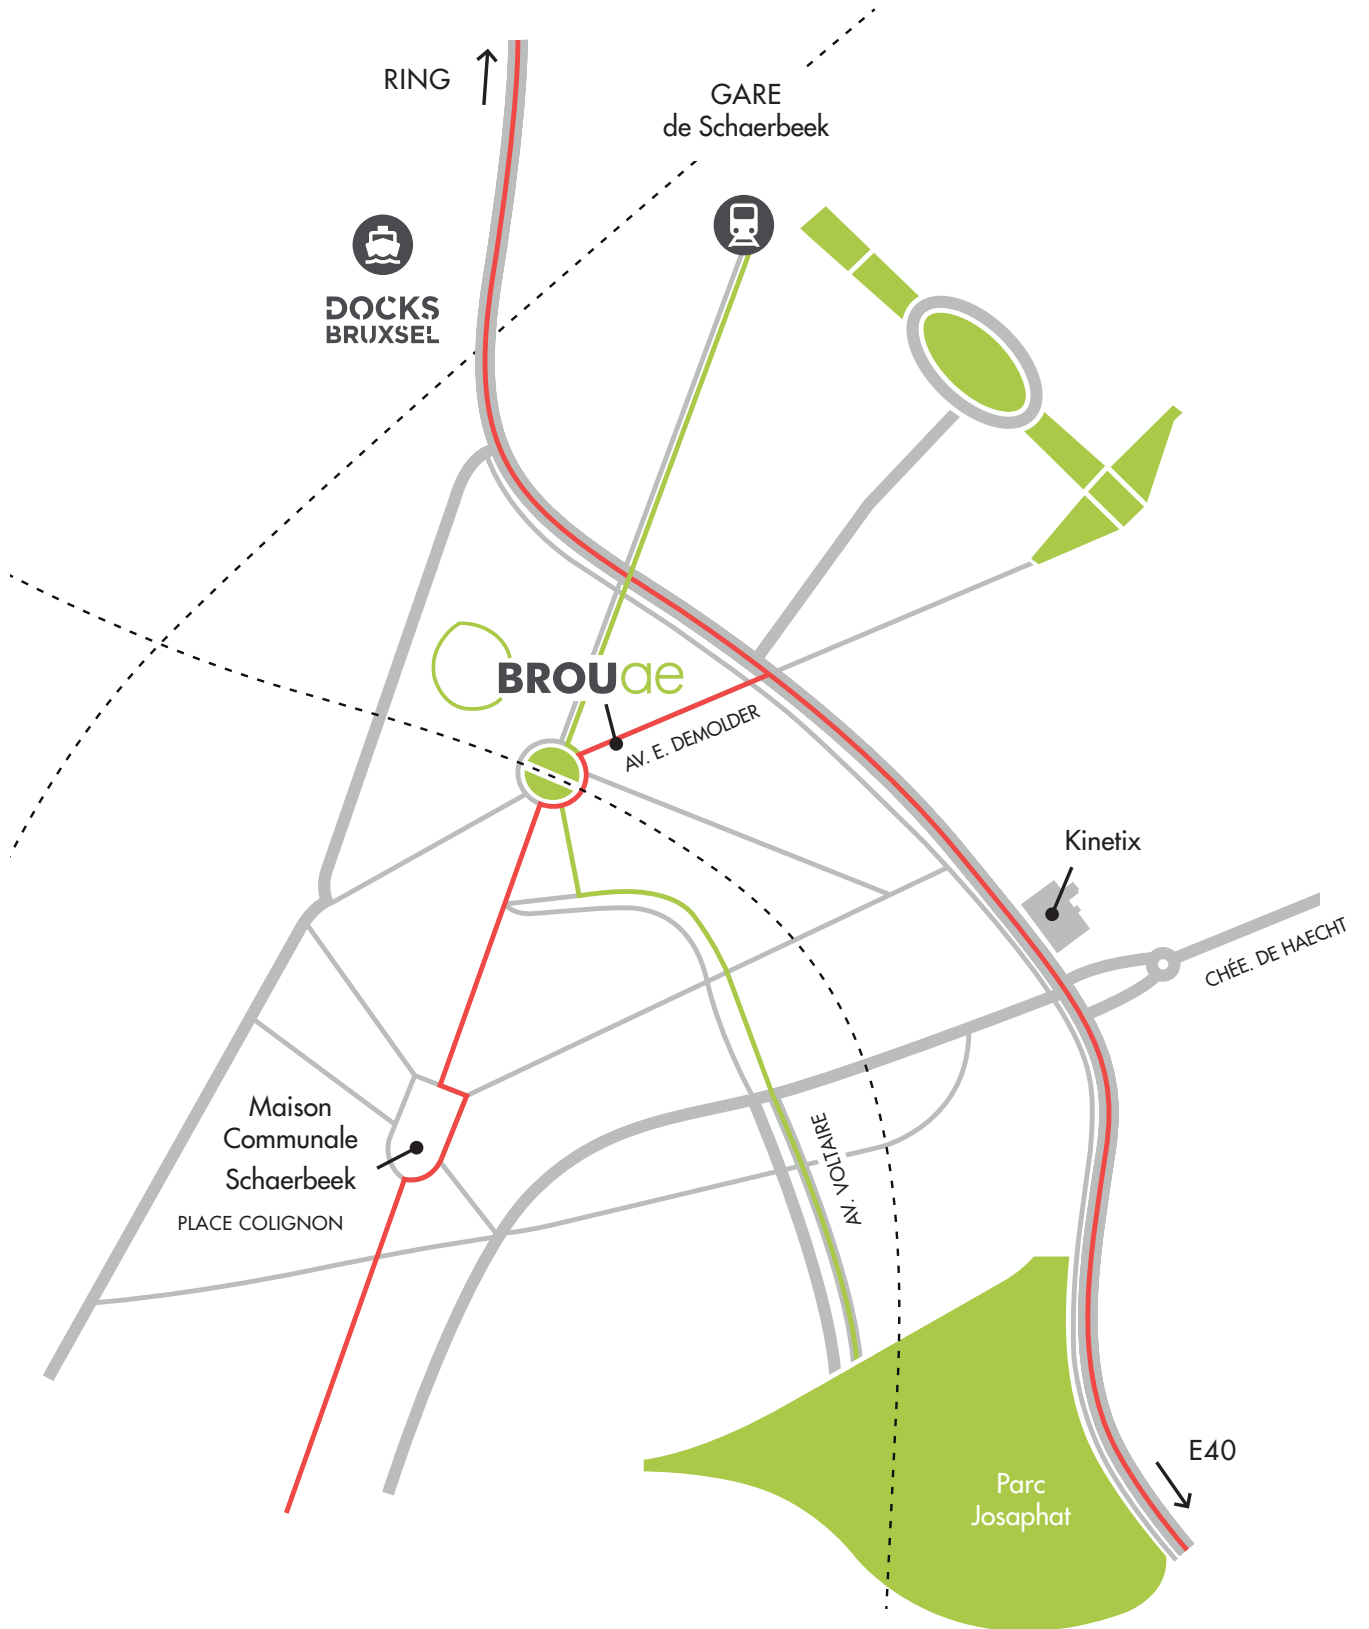 RING
GARE
de Schaerbeek
DOCKS
BRUXSEL
BROUae
AV. E. DEMOLDER
Kinetix
CHÉE. DE HAECHT
Maison
Communale
Schaerbeek
PLACE COLIGNON
AV. VOLTAIRE
E40
Parc
Josaphat